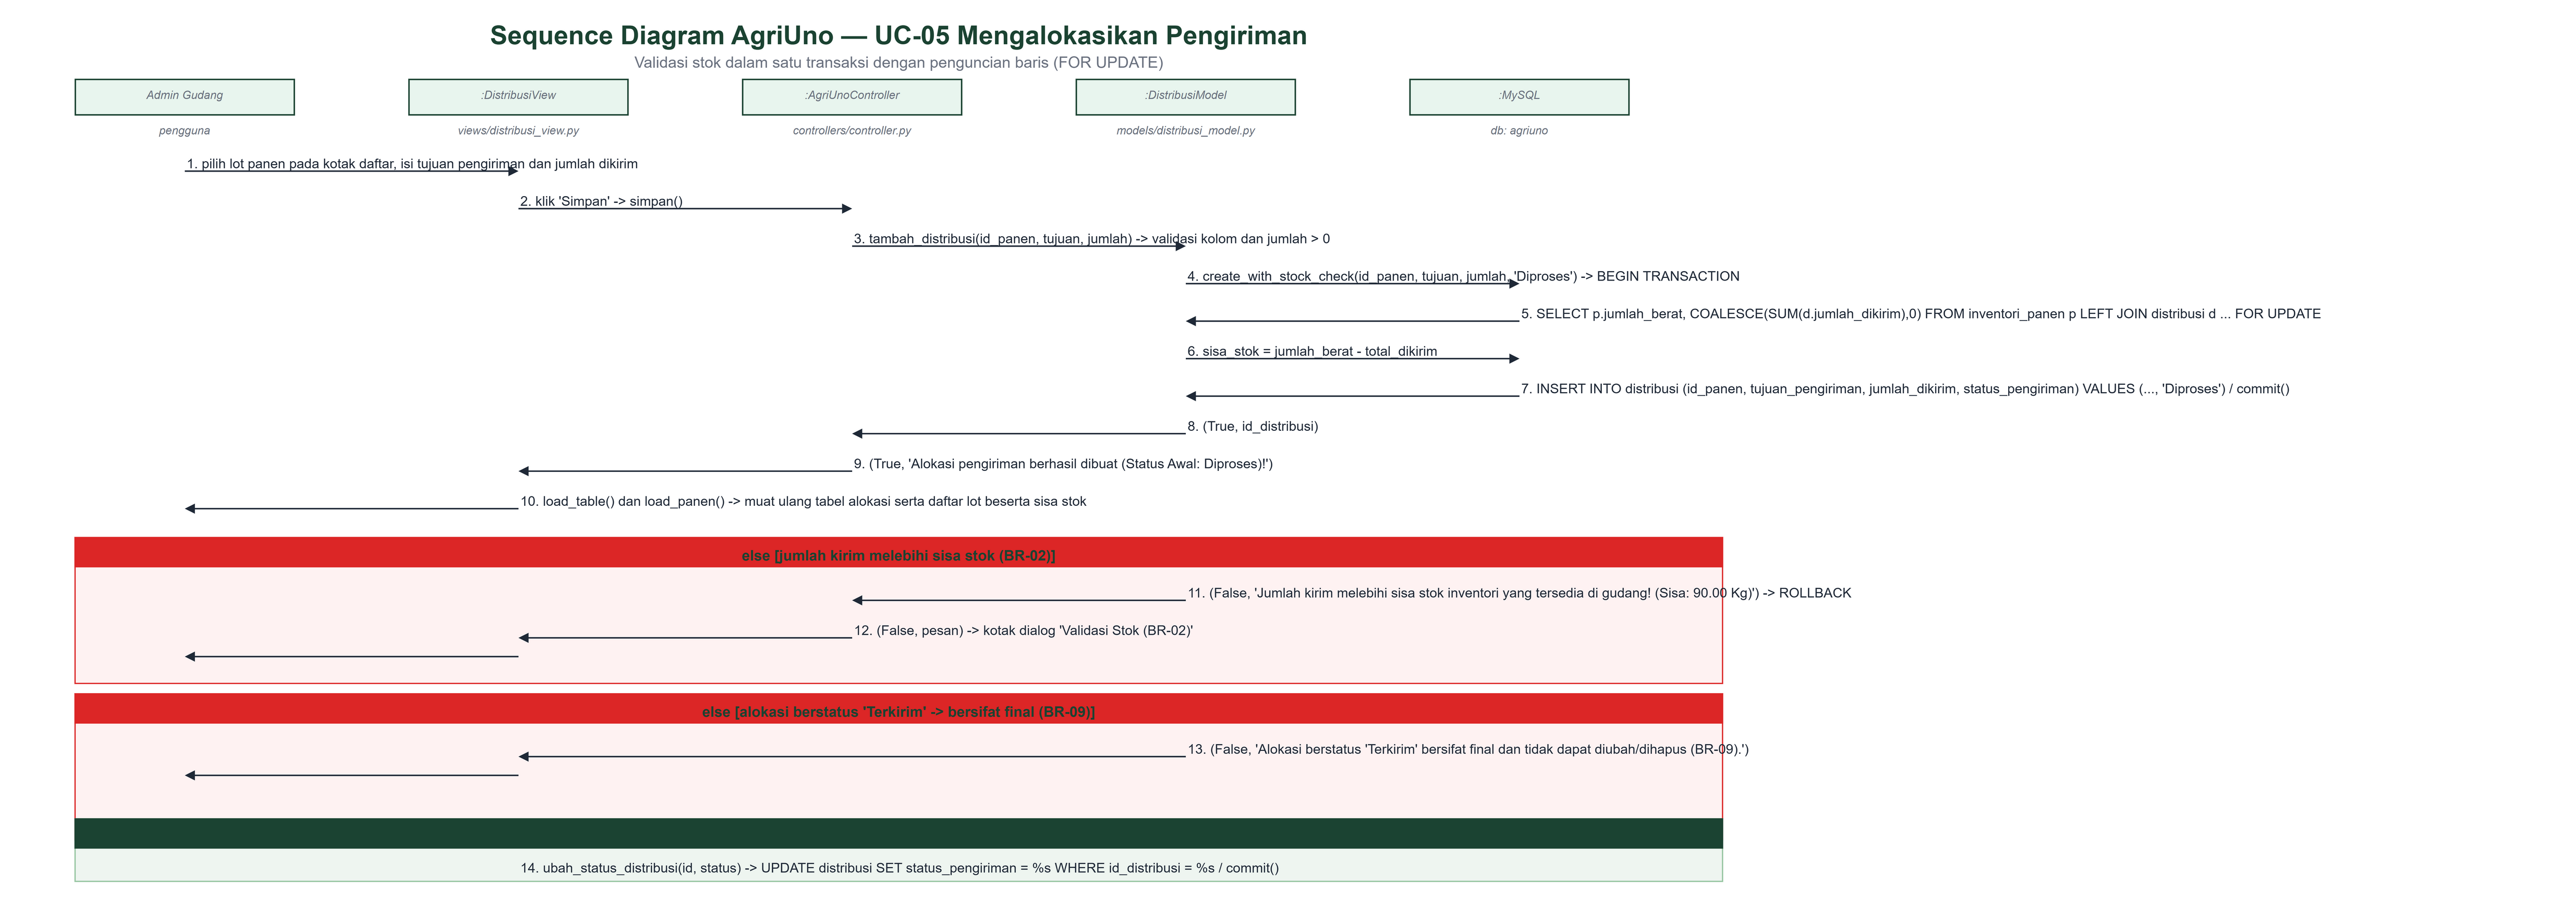 Sequence Diagram AgriUno — UC-05 Mengalokasikan Pengiriman
Validasi stok dalam satu transaksi dengan penguncian baris (FOR UPDATE)
Admin Gudang
:DistribusiView
:AgriUnoController
:DistribusiModel
:MySQL
pengguna
views/distribusi_view.py
controllers/controller.py
models/distribusi_model.py
db: agriuno
1. pilih lot panen pada kotak daftar, isi tujuan pengiriman dan jumlah dikirim
2. klik 'Simpan' -> simpan()
3. tambah_distribusi(id_panen, tujuan, jumlah) -> validasi kolom dan jumlah > 0
4. create_with_stock_check(id_panen, tujuan, jumlah, 'Diproses') -> BEGIN TRANSACTION
5. SELECT p.jumlah_berat, COALESCE(SUM(d.jumlah_dikirim),0) FROM inventori_panen p LEFT JOIN distribusi d ... FOR UPDATE
6. sisa_stok = jumlah_berat - total_dikirim
7. INSERT INTO distribusi (id_panen, tujuan_pengiriman, jumlah_dikirim, status_pengiriman) VALUES (..., 'Diproses') / commit()
8. (True, id_distribusi)
9. (True, 'Alokasi pengiriman berhasil dibuat (Status Awal: Diproses)!')
10. load_table() dan load_panen() -> muat ulang tabel alokasi serta daftar lot beserta sisa stok
else [jumlah kirim melebihi sisa stok (BR-02)]
11. (False, 'Jumlah kirim melebihi sisa stok inventori yang tersedia di gudang! (Sisa: 90.00 Kg)') -> ROLLBACK
12. (False, pesan) -> kotak dialog 'Validasi Stok (BR-02)'
else [alokasi berstatus 'Terkirim' -> bersifat final (BR-09)]
13. (False, 'Alokasi berstatus 'Terkirim' bersifat final dan tidak dapat diubah/dihapus (BR-09).')
14. ubah_status_distribusi(id, status) -> UPDATE distribusi SET status_pengiriman = %s WHERE id_distribusi = %s / commit()